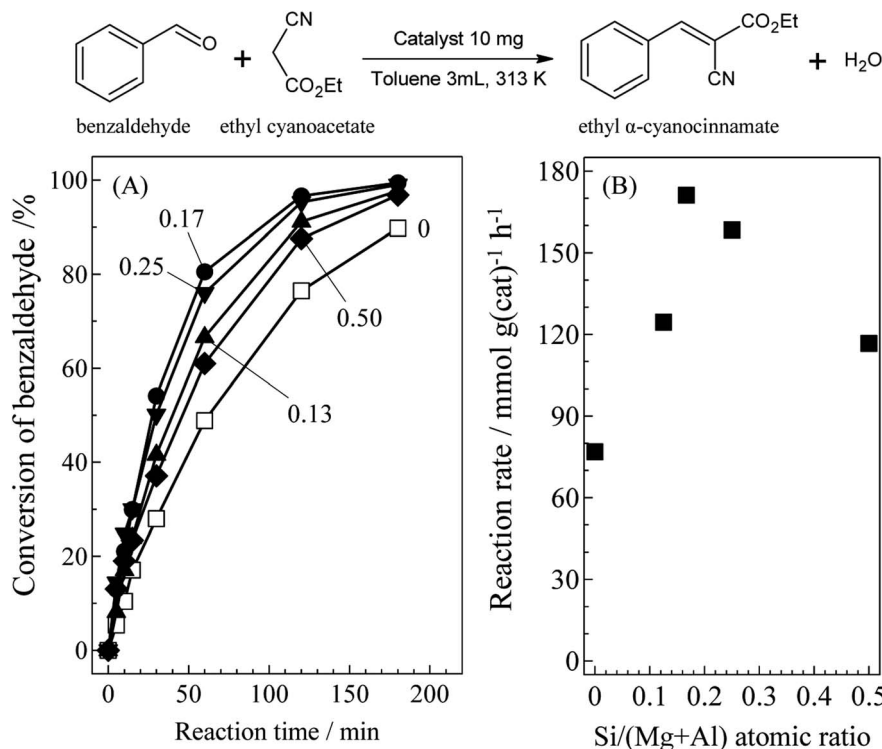 CN
CO₂Et
O
+
CO₂Et
Catalyst 10 mg
Toluene 3mL, 313 K
CN
+ H₂O
benzaldehyde
ethyl cyanoacetate
ethyl α-cyanocinnamate
(A)
Conversion of benzaldehyde /%
100
80
60
40
20
0
0.17
0.25
0
0.50
0.13
0 50 100 150 200
Reaction time / min
(B)
Reaction rate / mmol g(cat)⁻¹ h⁻¹
180
150
120
90
60
30
0
0 0.1 0.2 0.3 0.4 0.5
Si/(Mg+Al) atomic ratio